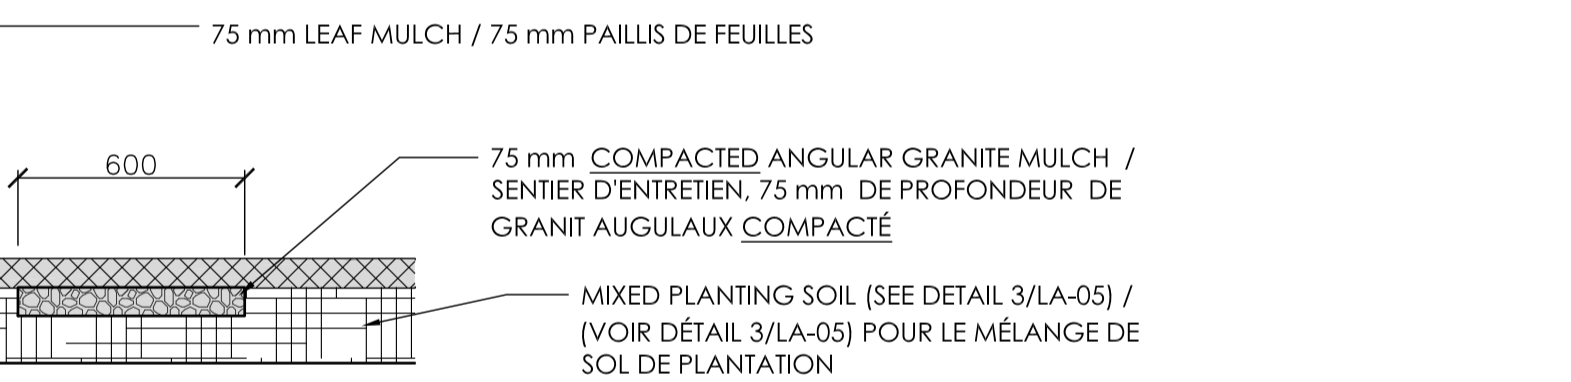 75 mm LEAF MULCH / 75 mm PAILLIS DE FEUILLES
600
75 mm COMPACTED ANGULAR GRANITE MULCH /
SENTIER D'ENTRETIEN, 75 mm DE PROFONDEUR DE
GRANIT AUGULAUX COMPACTÉ
MIXED PLANTING SOIL (SEE DETAIL 3/LA-05) /
(VOIR DÉTAIL 3/LA-05) POUR LE MÉLANGE DE
SOL DE PLANTATION